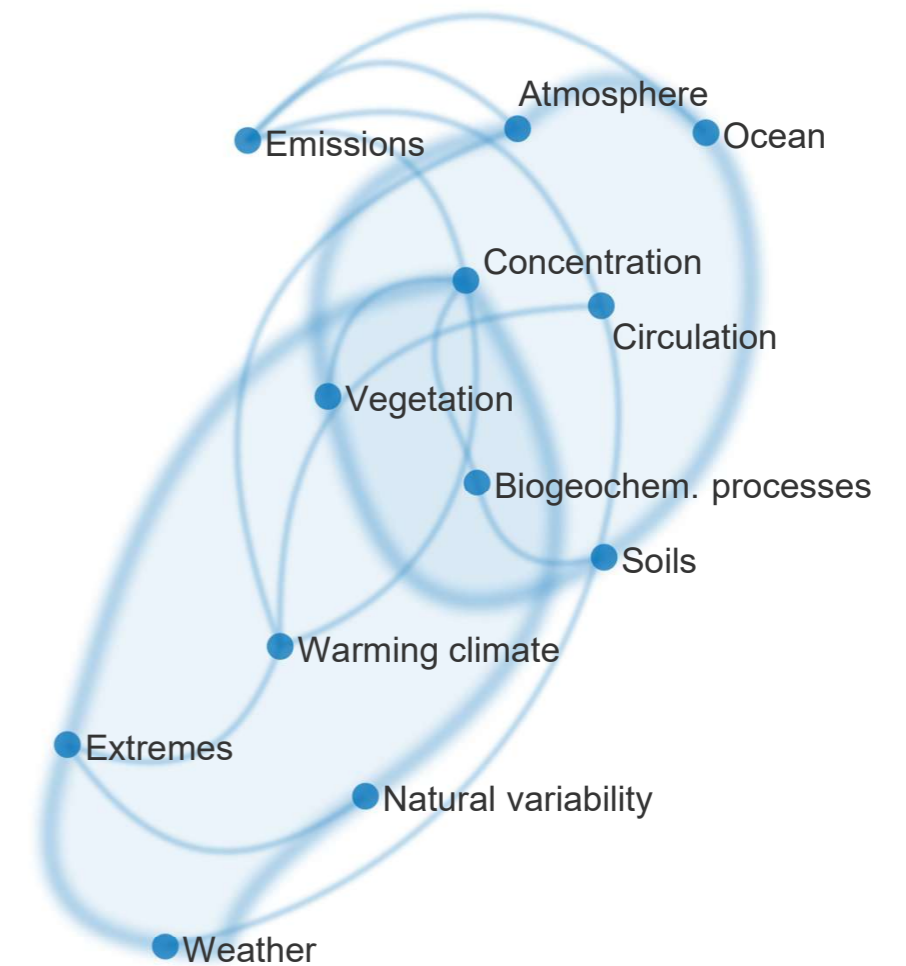 Atmosphere
Emissions
Ocean
Concentration
Circulation
Vegetation
Biogeochem. processes
Soils
Warming climate
Extremes
Natural variability
Weather